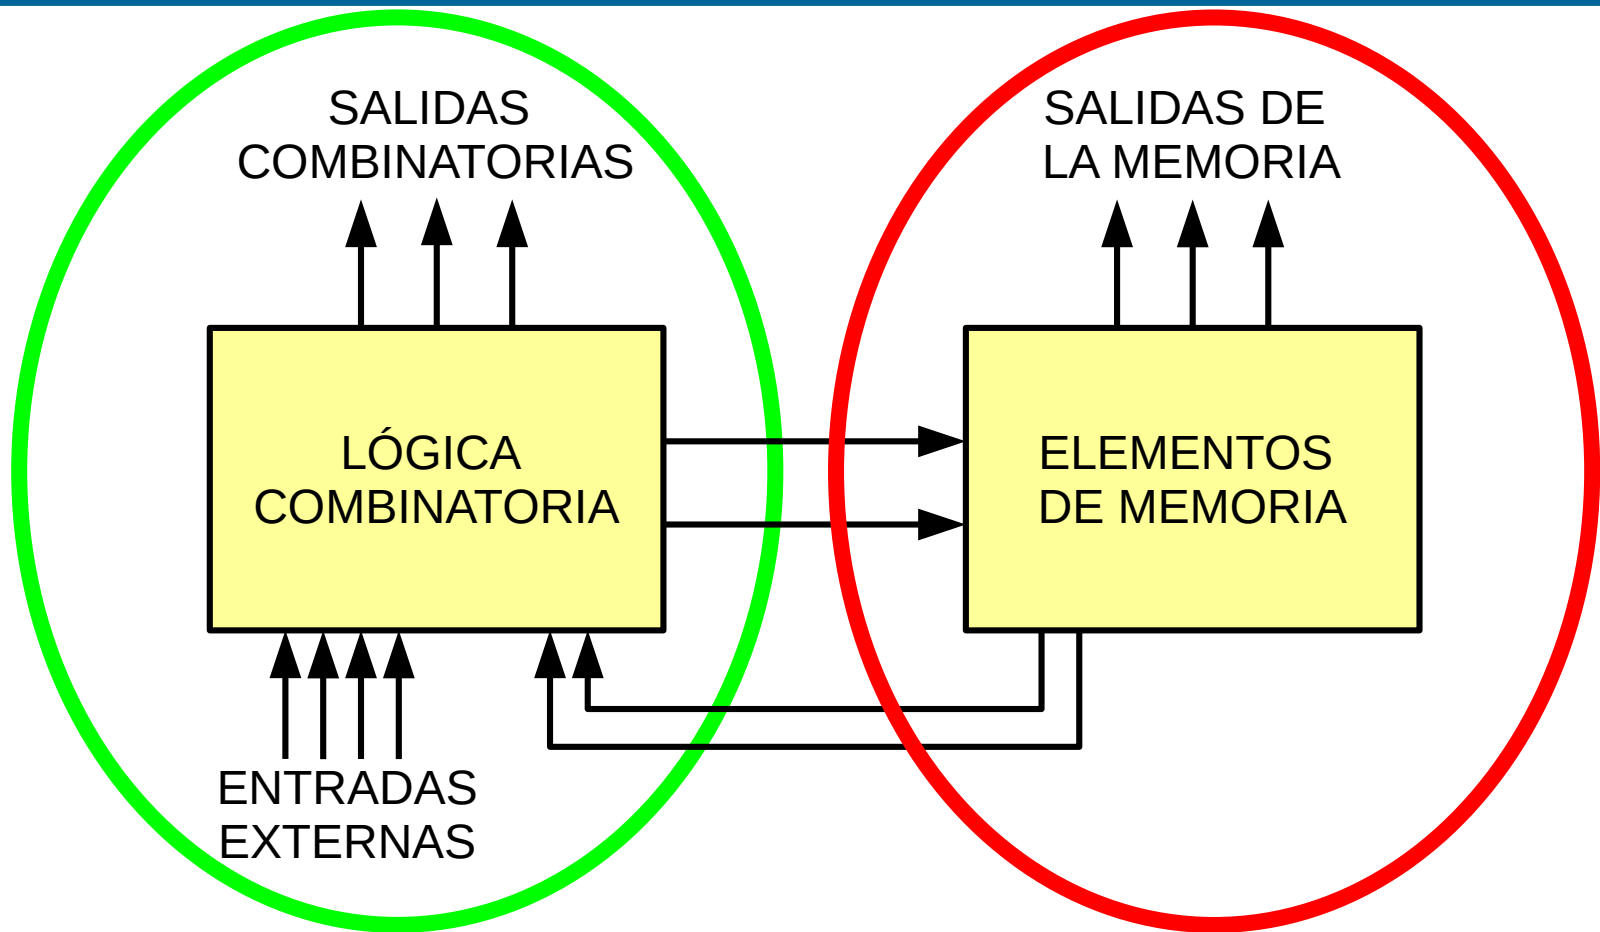 SALIDAS
COMBINATORIAS
SALIDAS DE
LA MEMORIA
LÓGICA
COMBINATORIA
ELEMENTOS
DE MEMORIA
ENTRADAS
EXTERNAS